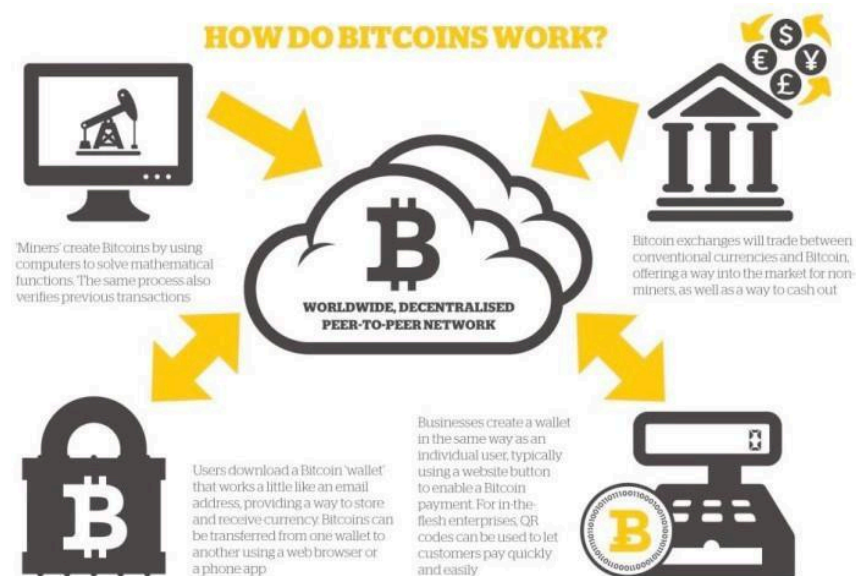 HOW DO BITCOINS WORK?
$
€
¥
£
'Miners' create Bitcoins by using
computers to solve mathematical
functions. The same process also
verifies previous transactions
WORLDWIDE, DECENTRALISED
PEER-TO-PEER NETWORK
Bitcoin exchanges will trade between
conventional currencies and Bitcoin,
offering a way into the market for non-
miners, as well as a way to cash out
Users download a Bitcoin 'wallet'
that works a little like an email
address, providing a way to store
and receive currency. Bitcoins can
be transferred from one wallet to
another using a web browser or
a phone app
Businesses create a wallet
in the same way as an
individual user, typically
using a website button
to enable a Bitcoin
payment. For in-the-
flesh enterprises, QR
codes can be used to let
customers pay quickly
and easily
0